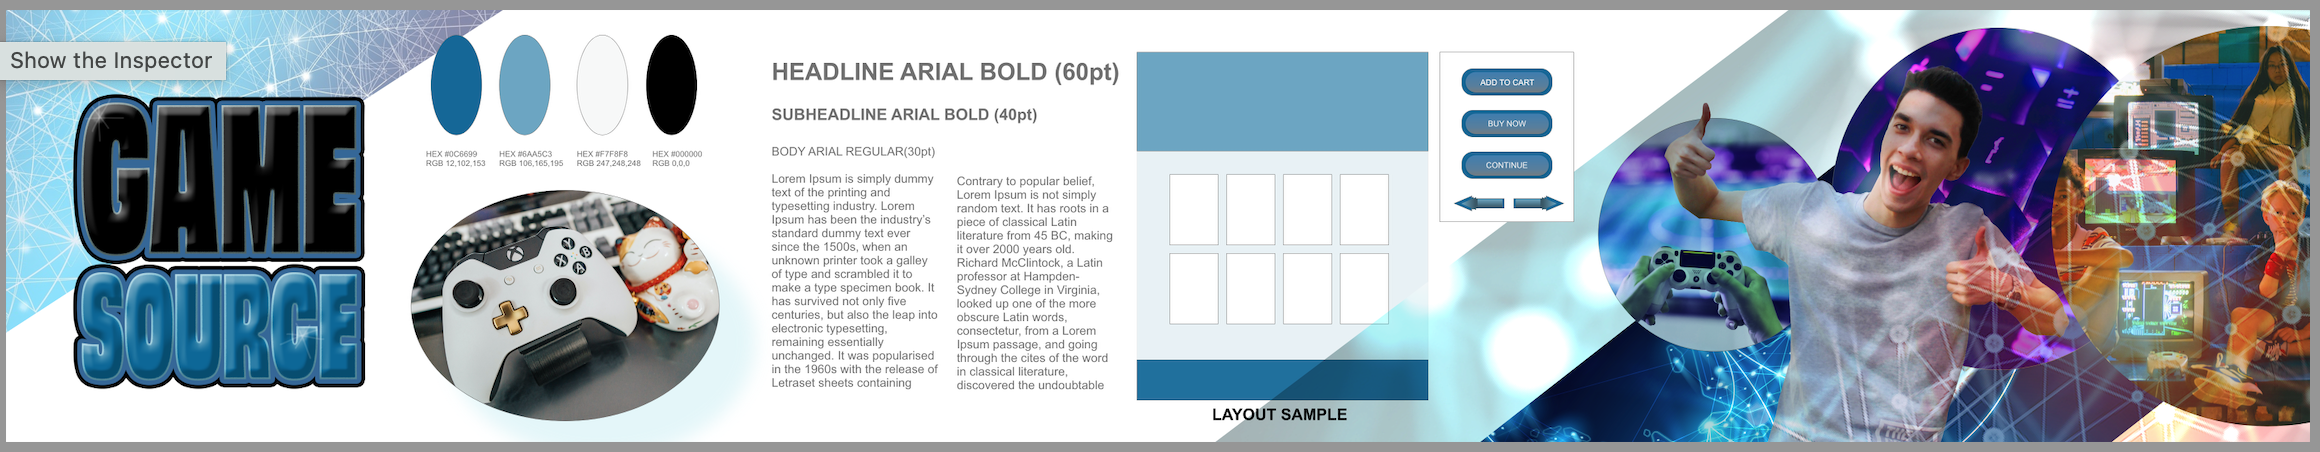 Show the Inspector
GAME
SOURCE
HEX #0C6699
RGB 12,102,153
HEX #6AA5C3
RGB 106,165,195
HEX #F7F8F8
RGB 247,248,248
HEX #000000
RGB 0,0,0
X
Y
X
B
A
HEADLINE ARIAL BOLD (60pt)
SUBHEADLINE ARIAL BOLD (40pt)
BODY ARIAL REGULAR(30pt)
Lorem Ipsum is simply dummy
text of the printing and
typesetting industry. Lorem
Ipsum has been the industry's
standard dummy text ever
since the 1500s, when an
unknown printer took a galley
of type and scrambled it to
make a type specimen book. It
has survived not only five
centuries, but also the leap into
electronic typesetting,
remaining essentially
unchanged. It was popularised
in the 1960s with the release of
Letraset sheets containing
Contrary to popular belief,
Lorem Ipsum is not simply
random text. It has roots in a
piece of classical Latin
literature from 45 BC, making
it over 2000 years old.
Richard McClintock, a Latin
professor at Hampden-
Sydney College in Virginia,
looked up one of the more
obscure Latin words,
consectetur, from a Lorem
Ipsum passage, and going
through the cites of the word
in classical literature,
discovered the undoubtable
LAYOUT SAMPLE
ADD TO CART
BUY NOW
CONTINUE